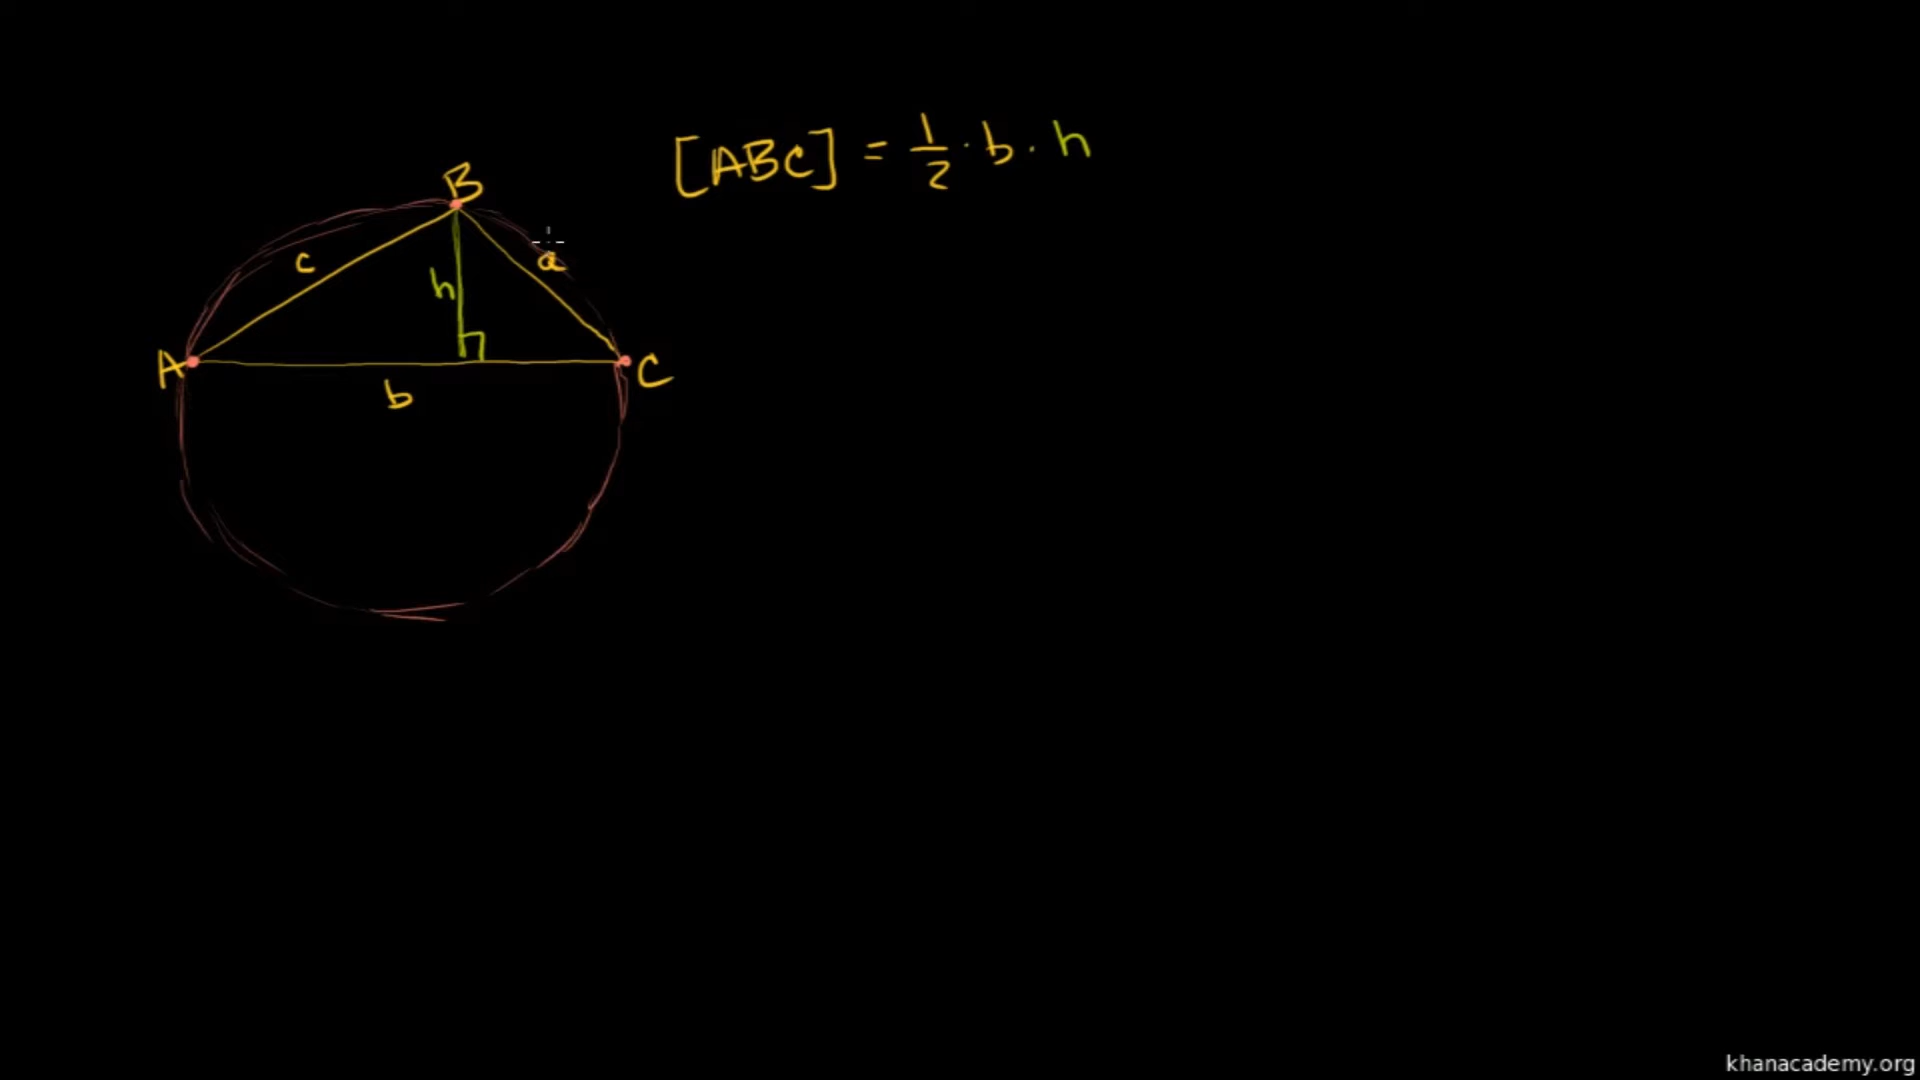 [ABC] = 1/2 · b · h
B
c
a
h
A
C
b
khanacademy.org